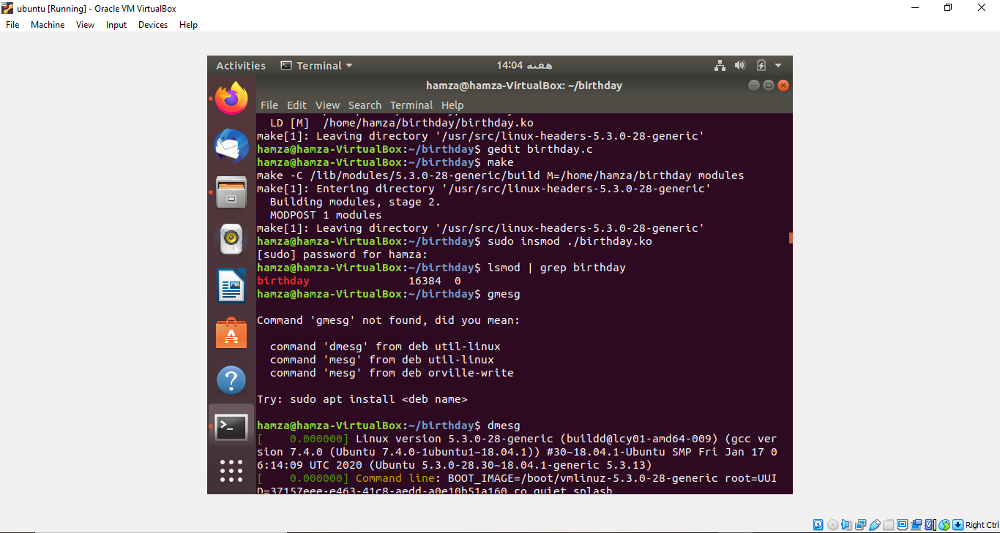 ubuntu [Running] - Oracle VM VirtualBox
File Machine View Input Devices Help
Activities Terminal هفته 14:04
hamza@hamza-VirtualBox: ~/birthday
File Edit View Search Terminal Help
LD [M] /home/hamza/birthday/birthday.ko
make[1]: Leaving directory '/usr/src/linux-headers-5.3.0-28-generic'
hamza@hamza-VirtualBox:~/birthday$ gedit birthday.c
hamza@hamza-VirtualBox:~/birthday$ make
make -C /lib/modules/5.3.0-28-generic/build M=/home/hamza/birthday modules
make[1]: Entering directory '/usr/src/linux-headers-5.3.0-28-generic'
Building modules, stage 2.
MODPOST 1 modules
make[1]: Leaving directory '/usr/src/linux-headers-5.3.0-28-generic'
hamza@hamza-VirtualBox:~/birthday$ sudo insmod ./birthday.ko
[sudo] password for hamza:
hamza@hamza-VirtualBox:~/birthday$ lsmod | grep birthday
birthday 16384 0
hamza@hamza-VirtualBox:~/birthday$ gmesg
Command 'gmesg' not found, did you mean:
command 'dmesg' from deb util-linux
command 'mesg' from deb util-linux
command 'mesg' from deb orville-write
Try: sudo apt install <deb name>
hamza@hamza-VirtualBox:~/birthday$ dmesg
[ 0.000000] Linux version 5.3.0-28-generic (buildd@lcy01-amd64-009) (gcc ver
sion 7.4.0 (Ubuntu 7.4.0-1ubuntu1~18.04.1)) #30~18.04.1-Ubuntu SMP Fri Jan 17 0
6:14:09 UTC 2020 (Ubuntu 5.3.0-28.30~18.04.1-generic 5.3.13)
[ 0.000000] Command line: BOOT_IMAGE=/boot/vmlinuz-5.3.0-28-generic root=UUI
D=37157eee-e463-41c8-aedd-a0e10b51a160 ro quiet splash
Right Ctrl